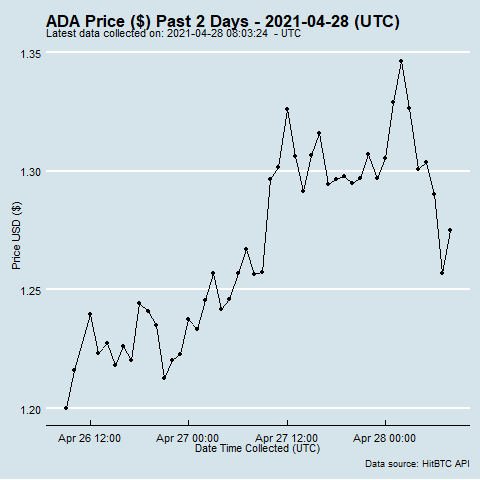 ADA Price ($) Past 2 Days - 2021-04-28 (UTC)
Latest data collected on: 2021-04-28 08:03:24 - UTC
1.35
1.30
Price USD ($)
1.25
1.20
Apr 26 12:00 Apr 27 00:00 Apr 27 12:00 Apr 28 00:00
Date Time Collected (UTC)
Data source: HitBTC API